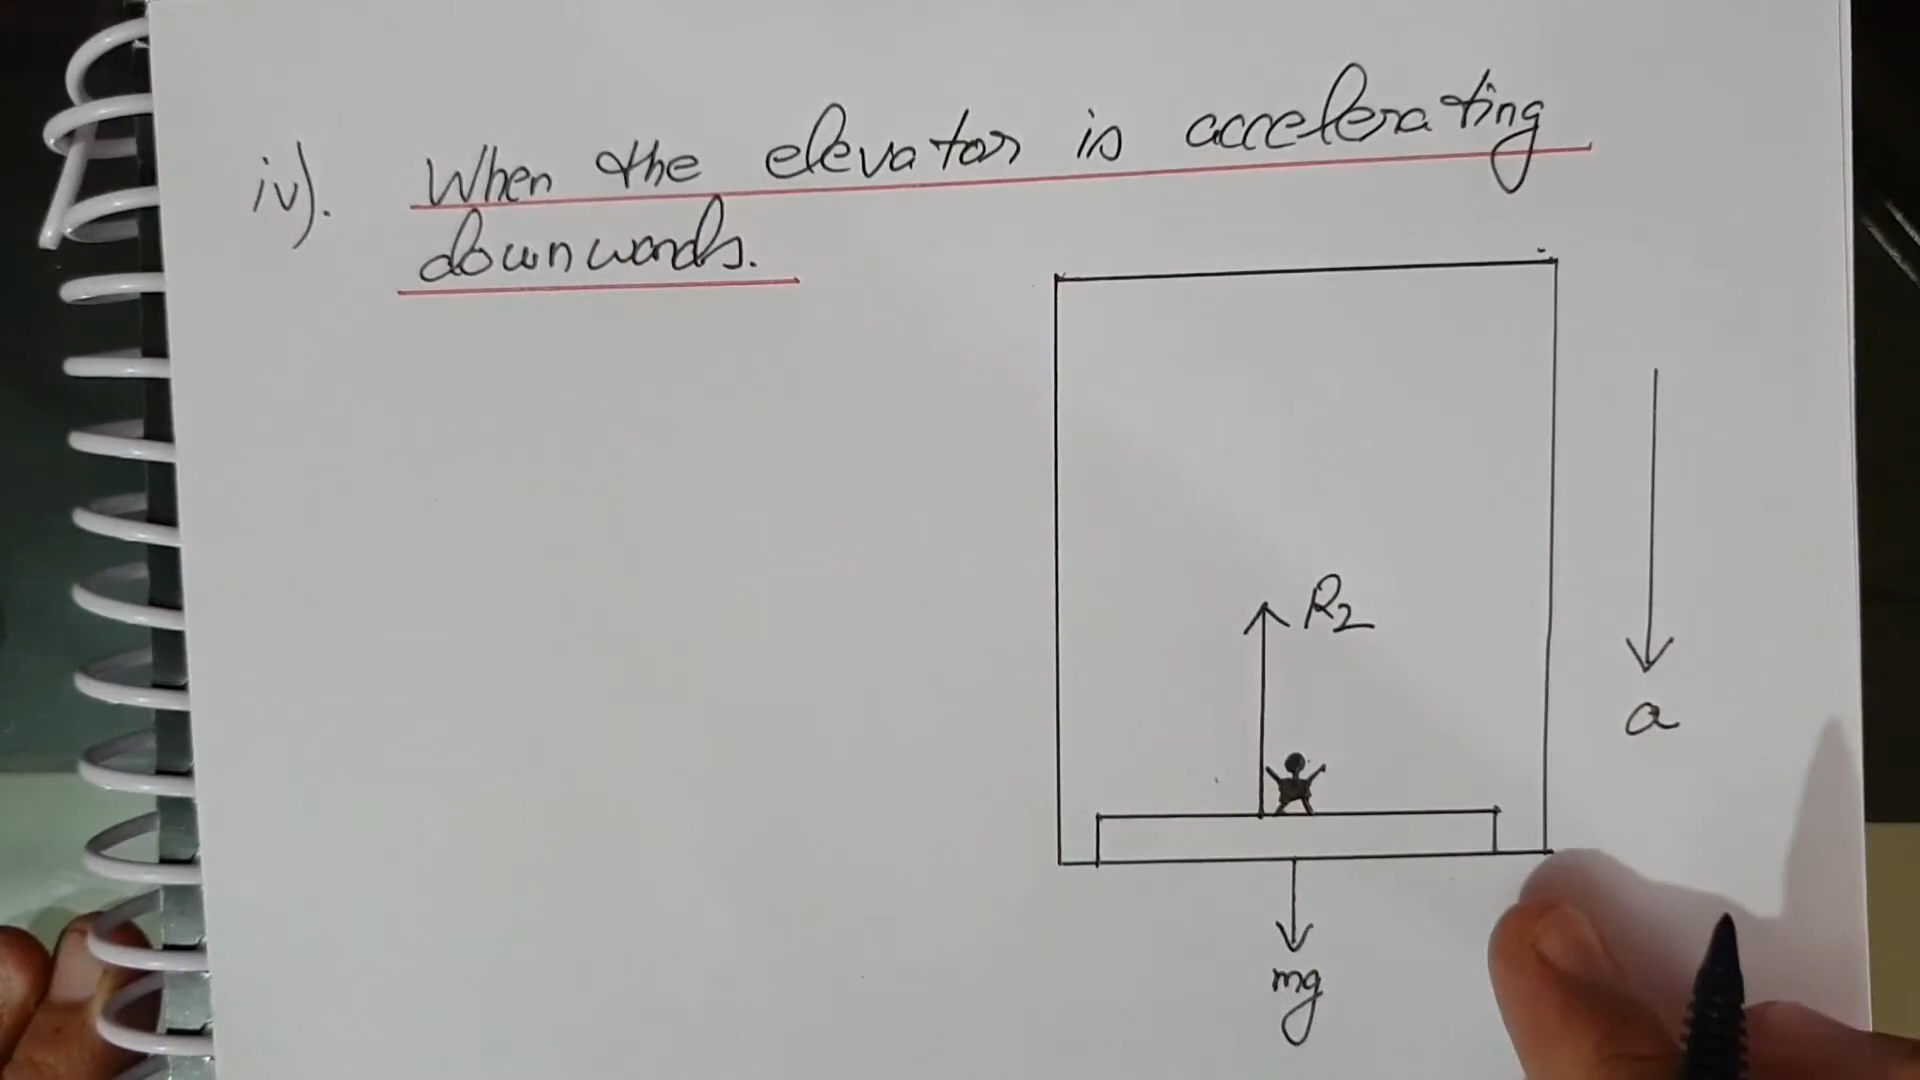 iv). When the elevator is accelerating
downwards.
R2
a
mg